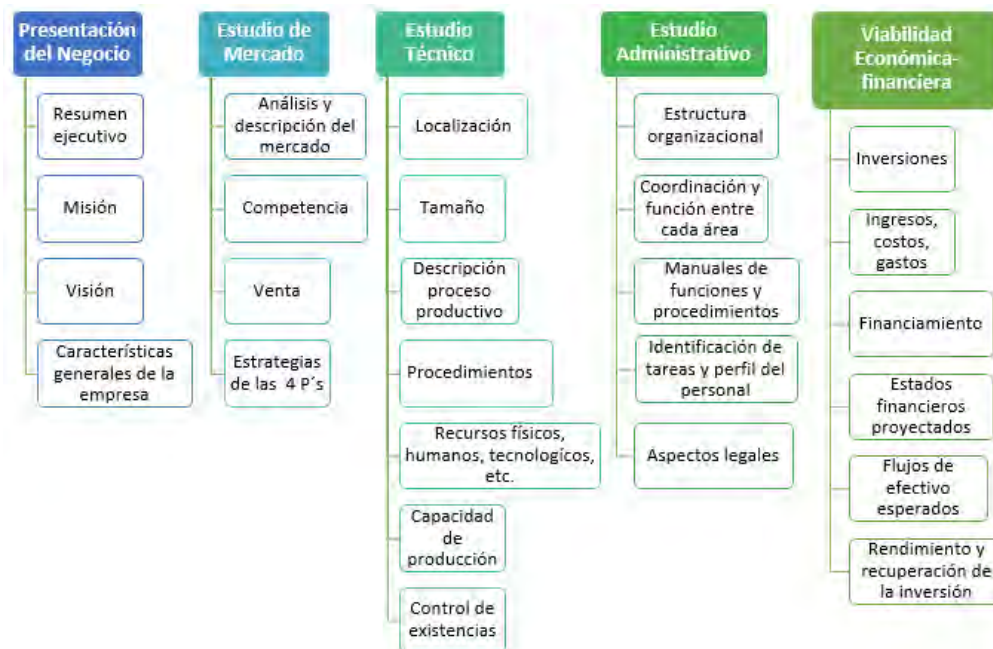 Presentación
del Negocio
Resumen
ejecutivo
Misión
Visión
Características
generales de la
empresa
Estudio de
Mercado
Análisis y
descripción del
mercado
Competencia
Venta
Estrategias
de las 4 P´s
Estudio
Técnico
Localización
Tamaño
Descripción
proceso
productivo
Procedimientos
Recursos físicos,
humanos, tecnologícos,
etc.
Capacidad
de
producción
Control de
existencias
Estudio
Administrativo
Estructura
organizacional
Coordinación y
función entre
cada área
Manuales de
funciones y
procedimientos
Identificación de
tareas y perfil del
personal
Aspectos legales
Viabilidad
Económica-
financiera
Inversiones
Ingresos,
costos,
gastos
Financiamiento
Estados
financieros
proyectados
Flujos de
efectivo
esperados
Rendimiento y
recuperación de
la inversión